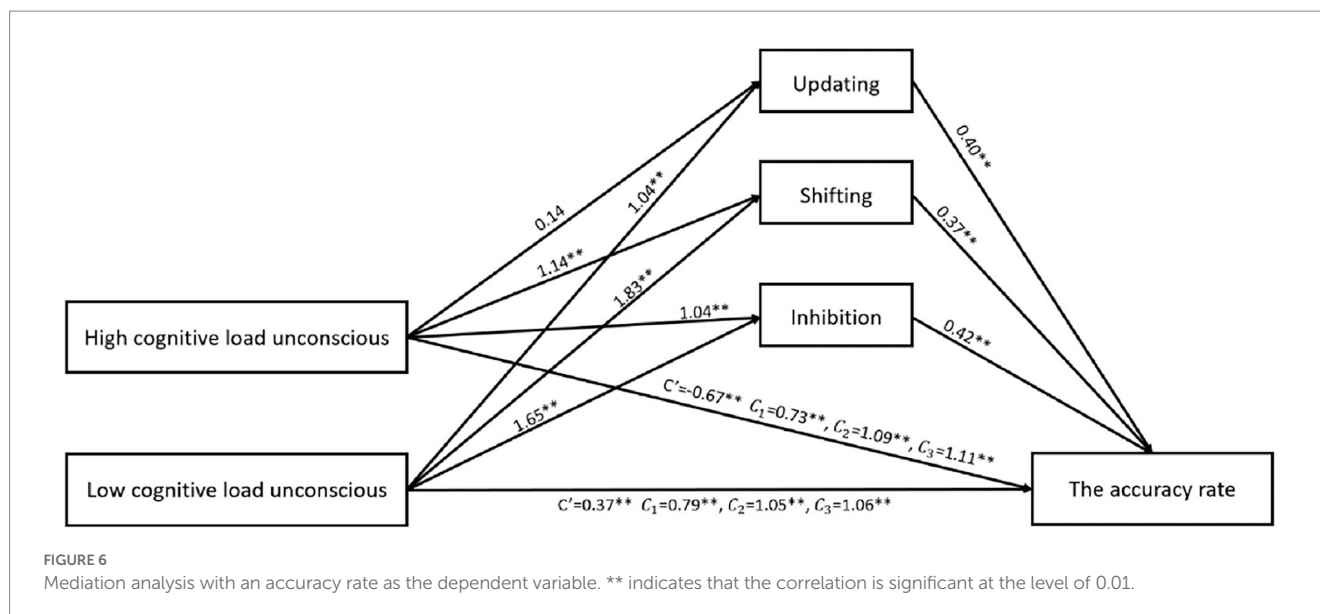 Updating
0.40**
1.04**
Shifting
0.14
0.37**
1.14**
1.83**
High cognitive load unconscious
1.04**
Inhibition
0.42**
C'=-0.67** C₁=0.73**, C₂=1.09**, C₃=1.11**
1.65**
Low cognitive load unconscious
The accuracy rate
C'=0.37** C₁=0.79**, C₂=1.05**, C₃=1.06**
FIGURE 6
Mediation analysis with an accuracy rate as the dependent variable. ** indicates that the correlation is significant at the level of 0.01.